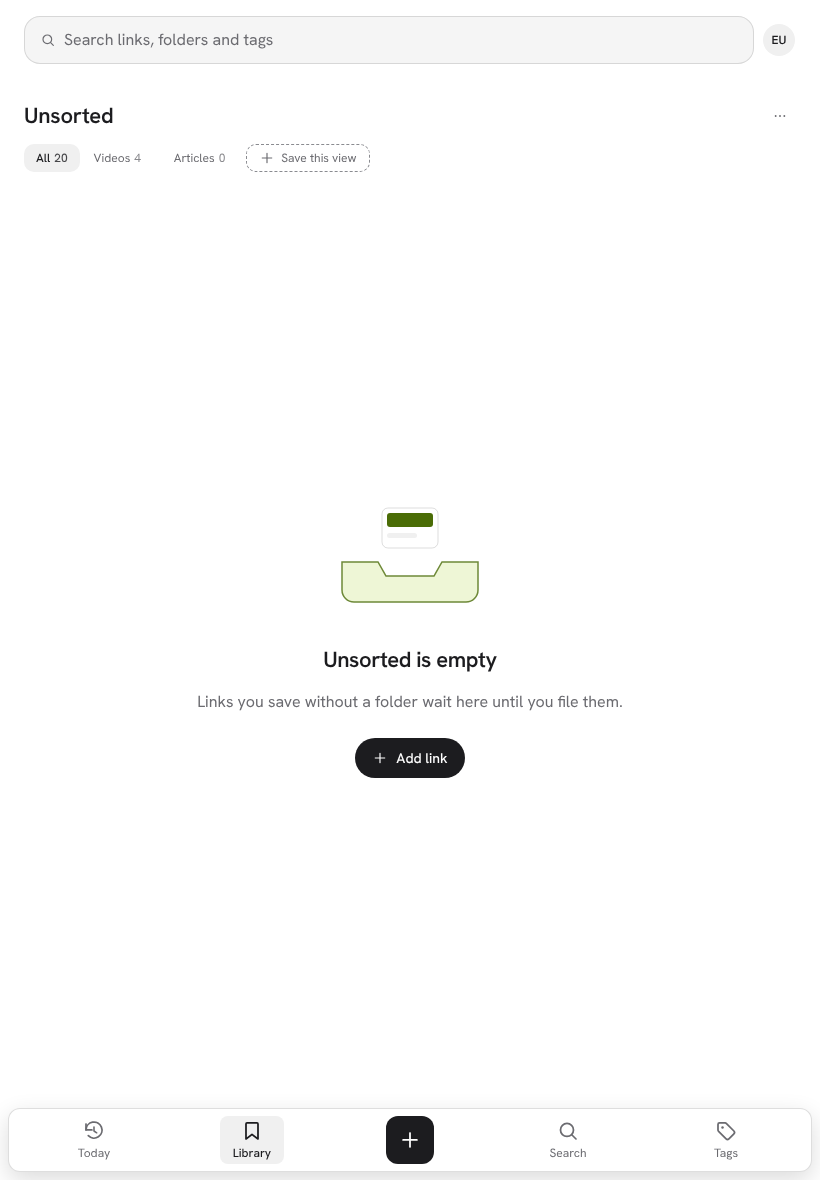 Search links, folders and tags
EU
Unsorted
All 20
Videos 4
Articles 0
Save this view
Unsorted is empty
Links you save without a folder wait here until you file them.
Add link
Today
Library
Search
Tags